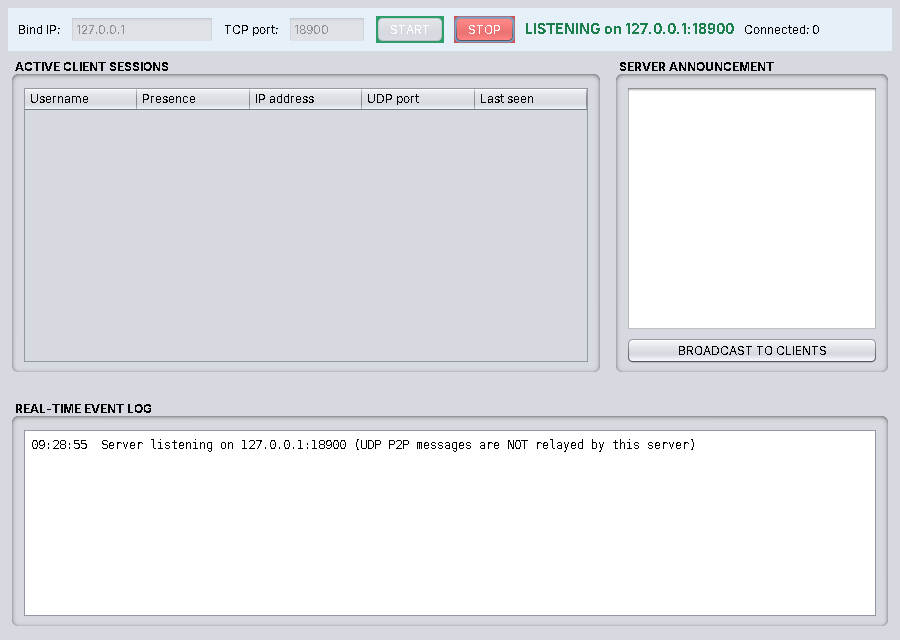 Bind IP: 127.0.0.1 TCP port: 18900 START STOP LISTENING on 127.0.0.1:18900 Connected: 0
ACTIVE CLIENT SESSIONS
Username Presence IP address UDP port Last seen
SERVER ANNOUNCEMENT
BROADCAST TO CLIENTS
REAL-TIME EVENT LOG
09:28:55 Server listening on 127.0.0.1:18900 (UDP P2P messages are NOT relayed by this server)